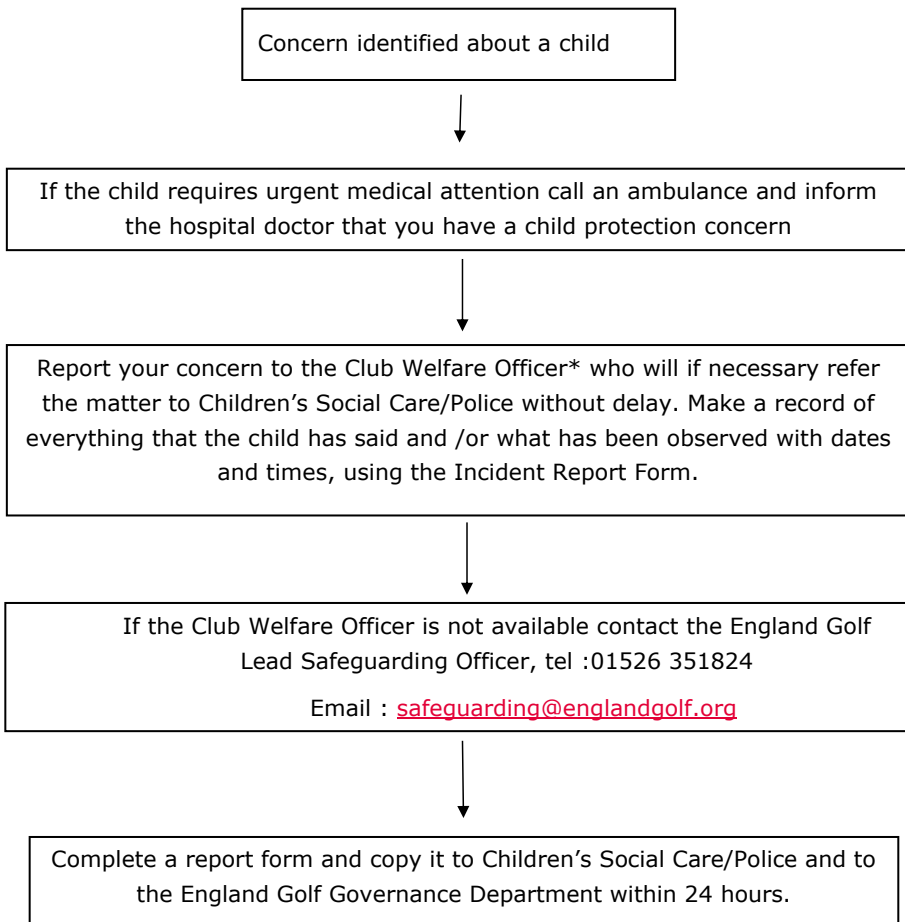 Concern identified about a child
If the child requires urgent medical attention call an ambulance and inform
the hospital doctor that you have a child protection concern
Report your concern to the Club Welfare Officer* who will if necessary refer
the matter to Children’s Social Care/Police without delay. Make a record of
everything that the child has said and /or what has been observed with dates
and times, using the Incident Report Form.
If the Club Welfare Officer is not available contact the England Golf
Lead Safeguarding Officer, tel :01526 351824
Email : safeguarding@englandgolf.org
Complete a report form and copy it to Children’s Social Care/Police and to
the England Golf Governance Department within 24 hours.